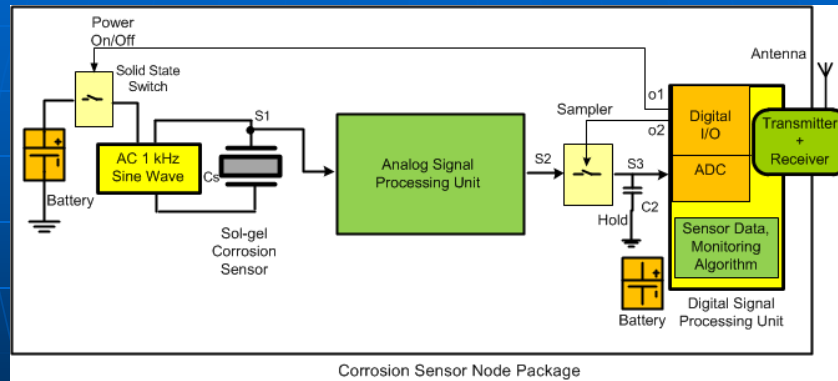 Power
On/Off
Antenna
Solid State
Switch
S1
o1
Sampler
o2
Digital
I/O
Transmitter
+
Receiver
AC 1 kHz
Sine Wave
Cs
Analog Signal
Processing Unit
S2
S3
ADC
Battery
C2
Hold
Sol-gel
Corrosion
Sensor
Sensor Data,
Monitoring
Algorithm
Battery
Digital Signal
Processing Unit
Corrosion Sensor Node Package